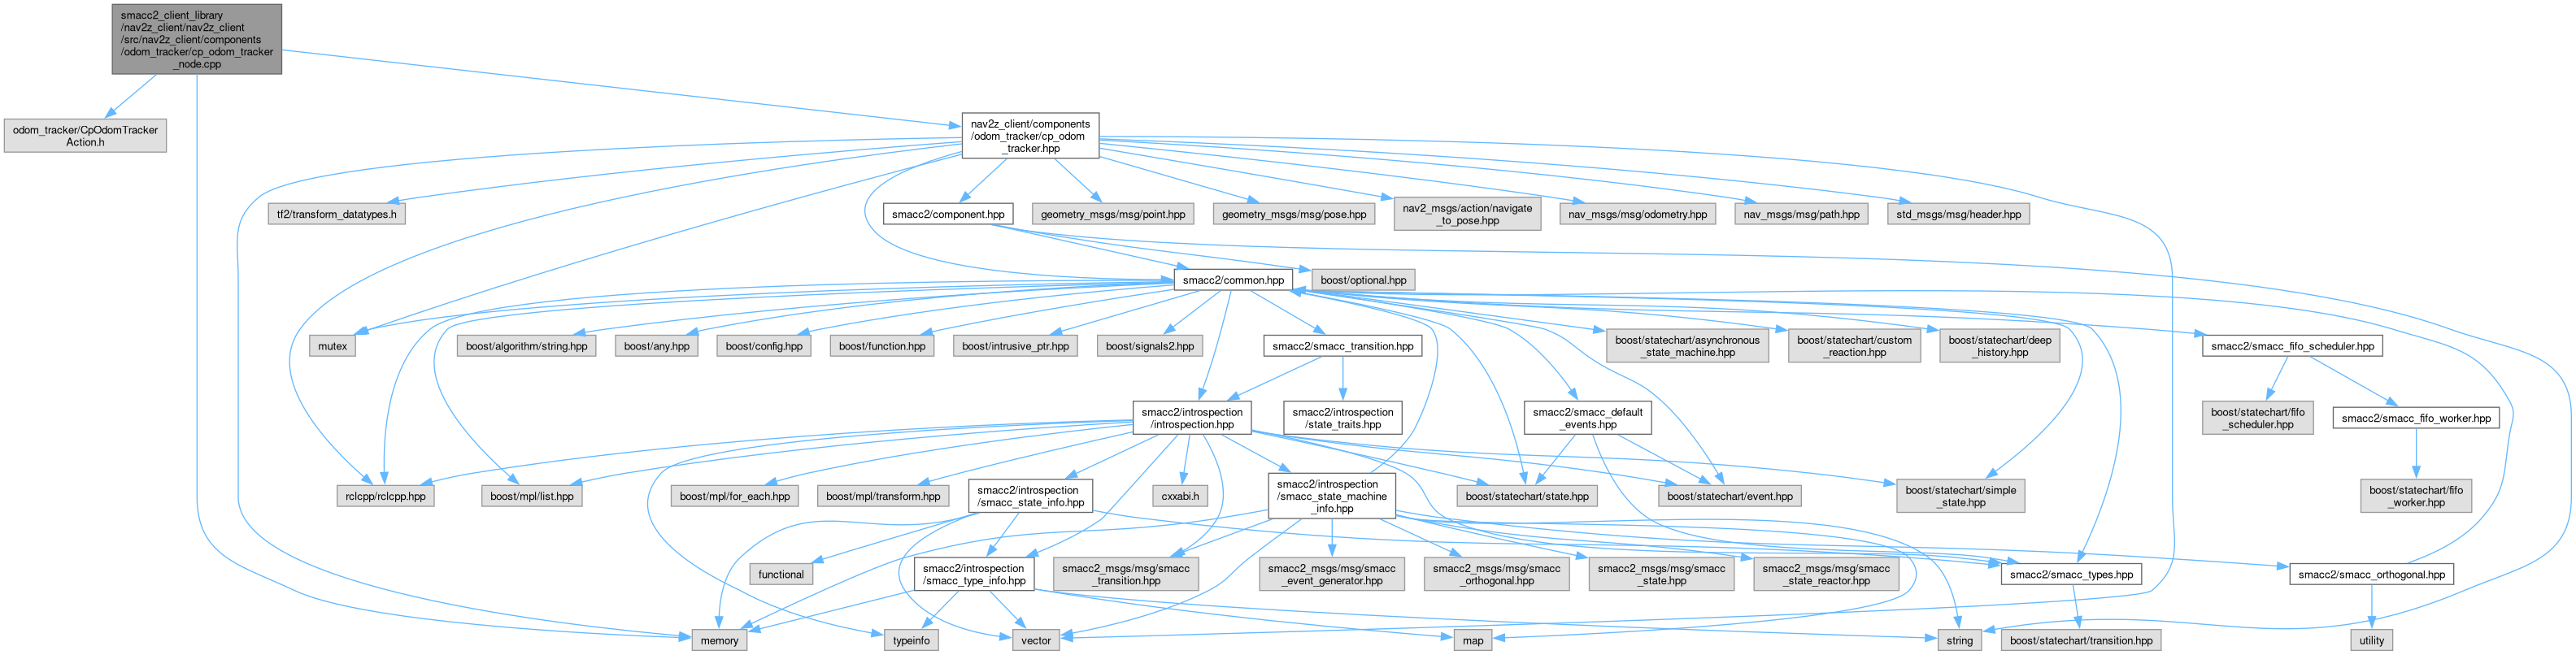 smacc2_client_library
/nav2z_client/nav2z_client
/src/nav2z_client/components
/odom_tracker/cp_odom_tracker
_node.cpp
odom_tracker/CpOdomTracker
Action.h
nav2z_client/components
/odom_tracker/cp_odom
_tracker.hpp
tf2/transform_datatypes.h
smacc2/component.hpp
geometry_msgs/msg/point.hpp
geometry_msgs/msg/pose.hpp
nav2_msgs/action/navigate
_to_pose.hpp
nav_msgs/msg/odometry.hpp
nav_msgs/msg/path.hpp
std_msgs/msg/header.hpp
smacc2/common.hpp
boost/optional.hpp
mutex
boost/algorithm/string.hpp
boost/any.hpp
boost/config.hpp
boost/function.hpp
boost/intrusive_ptr.hpp
boost/signals2.hpp
smacc2/smacc_transition.hpp
boost/statechart/asynchronous
_state_machine.hpp
boost/statechart/custom
_reaction.hpp
boost/statechart/deep
_history.hpp
smacc2/smacc_fifo_scheduler.hpp
smacc2/introspection
/introspection.hpp
smacc2/introspection
/state_traits.hpp
smacc2/smacc_default
_events.hpp
boost/statechart/fifo
_scheduler.hpp
smacc2/smacc_fifo_worker.hpp
rclcpp/rclcpp.hpp
boost/mpl/list.hpp
boost/mpl/for_each.hpp
boost/mpl/transform.hpp
smacc2/introspection
/smacc_state_info.hpp
cxxabi.h
smacc2/introspection
/smacc_state_machine
_info.hpp
boost/statechart/state.hpp
boost/statechart/event.hpp
boost/statechart/simple
_state.hpp
boost/statechart/fifo
_worker.hpp
functional
smacc2/introspection
/smacc_type_info.hpp
smacc2_msgs/msg/smacc
_transition.hpp
smacc2_msgs/msg/smacc
_event_generator.hpp
smacc2_msgs/msg/smacc
_orthogonal.hpp
smacc2_msgs/msg/smacc
_state.hpp
smacc2_msgs/msg/smacc
_state_reactor.hpp
smacc2/smacc_types.hpp
smacc2/smacc_orthogonal.hpp
memory
typeinfo
vector
map
string
boost/statechart/transition.hpp
utility